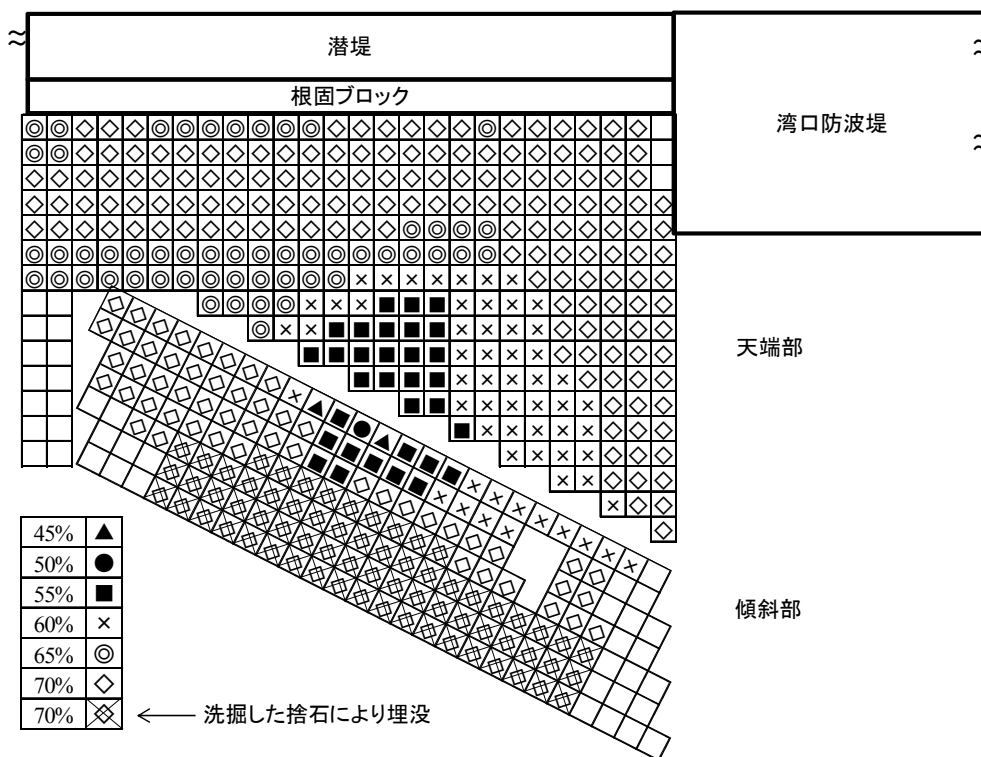 潜堤
根固ブロック
湾口防波堤
天端部
傾斜部
45%
50%
55%
60%
65%
70%
70%
洗掘した捨石により埋没